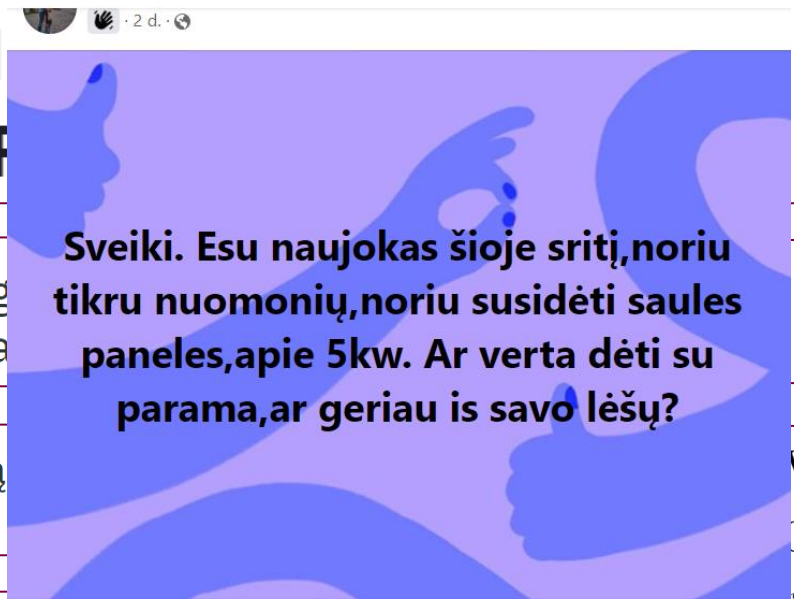 · 2 d. ·
Sveiki. Esu naujokas šioje sritį,noriu
tikru nuomonių,noriu susidėti saules
paneles,apie 5kw. Ar verta dėti su
parama,ar geriau is savo lėšų?